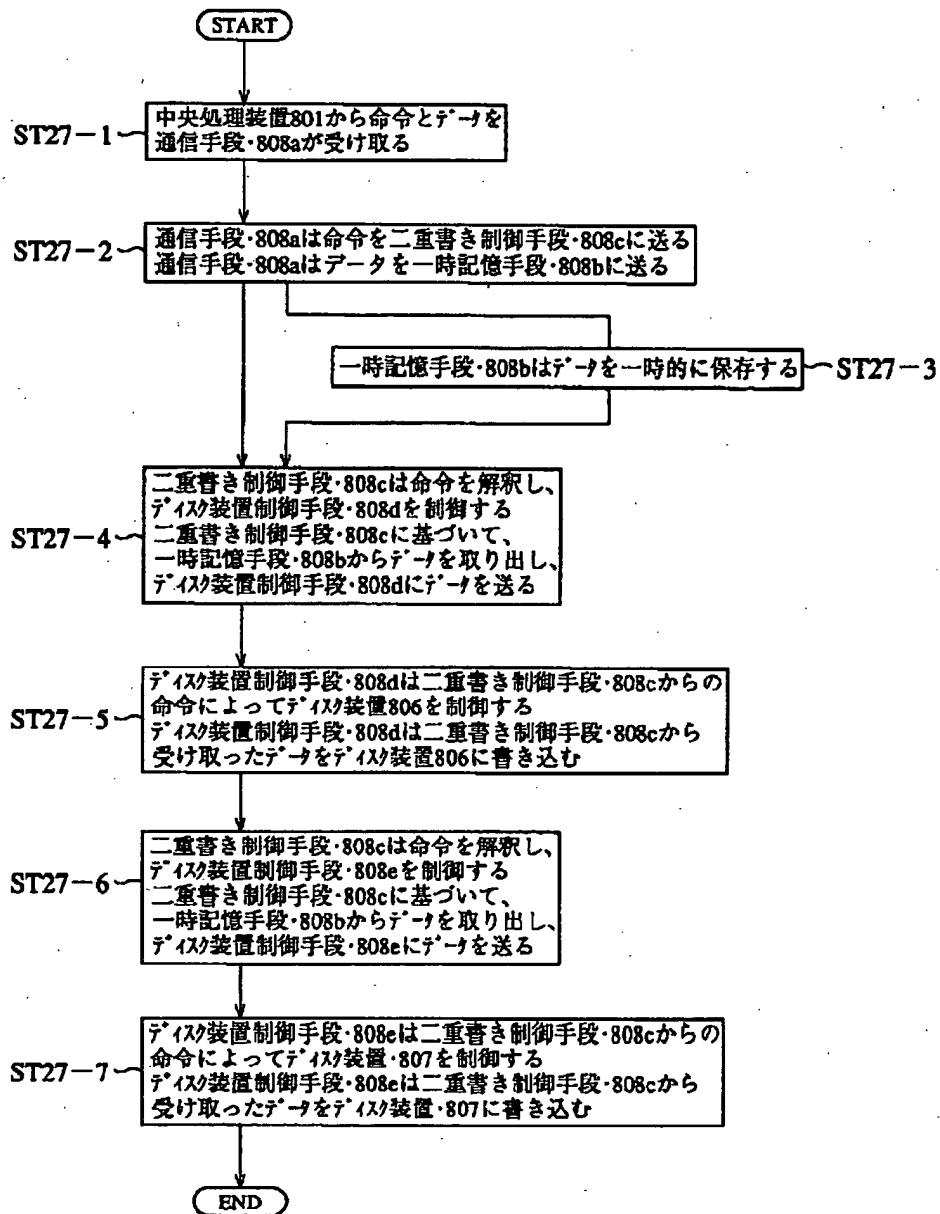 START
ST27-1
中央処理装置801から命令とデータを
通信手段・808aが受け取る
ST27-2
通信手段・808aは命令を二重書き制御手段・808cに送る
通信手段・808aはデータを一時記憶手段・808bに送る
一時記憶手段・808bはデータを一時的に保存する
ST27-3
ST27-4
二重書き制御手段・808cは命令を解釈し、
ディスク装置制御手段・808dを制御する
二重書き制御手段・808cに基づいて、
一時記憶手段・808bからデータを取り出し、
ディスク装置制御手段・808dにデータを送る
ST27-5
ディスク装置制御手段・808dは二重書き制御手段・808cからの
命令によってディスク装置806を制御する
ディスク装置制御手段・808dは二重書き制御手段・808cから
受け取ったデータをディスク装置806に書き込む
ST27-6
二重書き制御手段・808cは命令を解釈し、
ディスク装置制御手段・808eを制御する
二重書き制御手段・808cに基づいて、
一時記憶手段・808bからデータを取り出し、
ディスク装置制御手段・808eにデータを送る
ST27-7
ディスク装置制御手段・808eは二重書き制御手段・808cからの
命令によってディスク装置・807を制御する
ディスク装置制御手段・808eは二重書き制御手段・808cから
受け取ったデータをディスク装置・807に書き込む
END